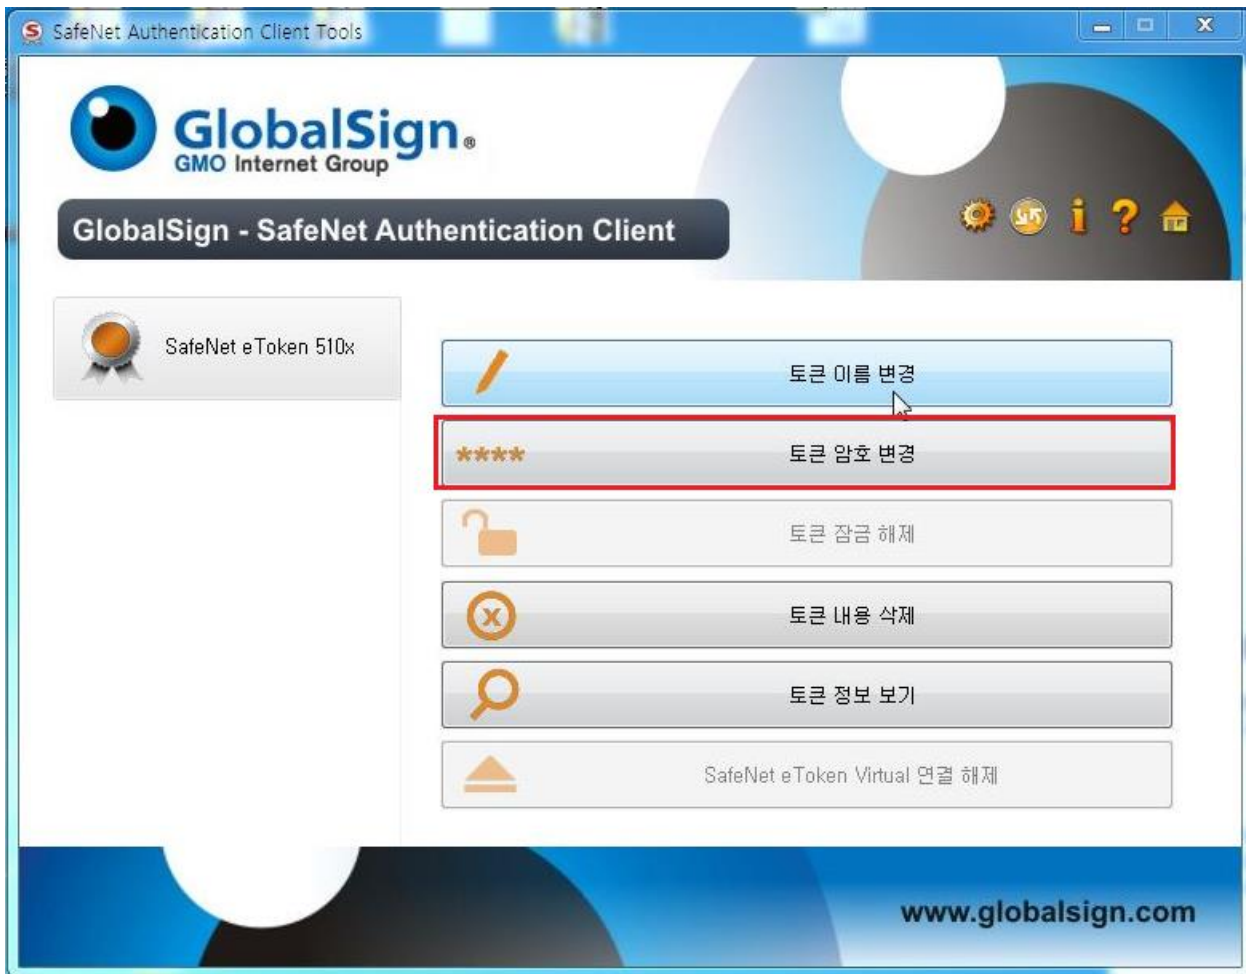 SafeNet Authentication Client Tools
GlobalSign®
GMO Internet Group
GlobalSign - SafeNet Authentication Client
SafeNet eToken 510x
토큰 이름 변경
**** 토큰 암호 변경
토큰 잠금 해제
토큰 내용 삭제
토큰 정보 보기
SafeNet eToken Virtual 연결 해제
www.globalsign.com